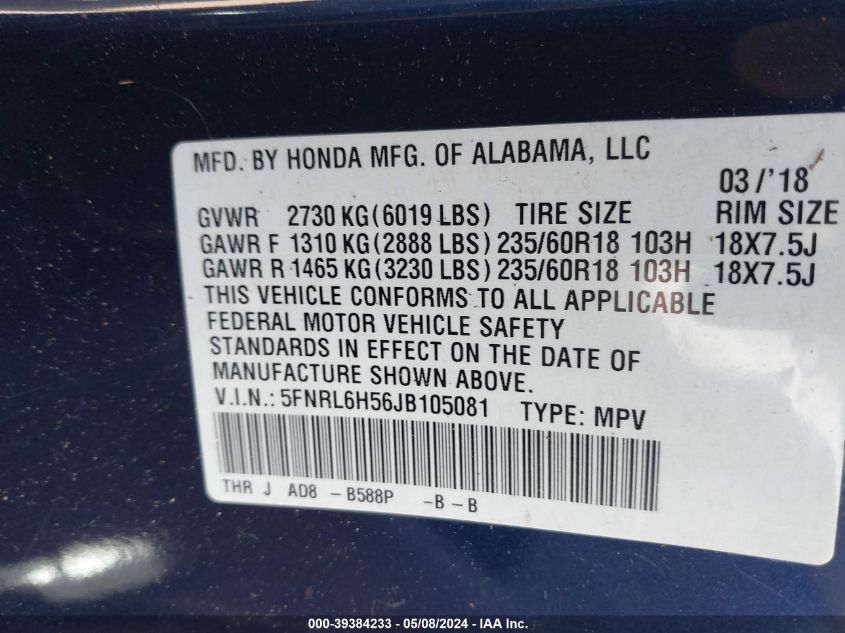 MFD. BY HONDA MFG. OF ALABAMA, LLC
03/'18
GVWR 2730 KG(6019 LBS) TIRE SIZE RIM SIZE
GAWR F 1310 KG(2888 LBS) 235/60R18 103H 18X7.5J
GAWR R 1465 KG(3230 LBS) 235/60R18 103H 18X7.5J
THIS VEHICLE CONFORMS TO ALL APPLICABLE
FEDERAL MOTOR VEHICLE SAFETY
STANDARDS IN EFFECT ON THE DATE OF
MANUFACTURE SHOWN ABOVE.
V.I.N.: 5FNRL6H56JB105081 TYPE: MPV
THR J AD8 -B588P -B-B
000-39384233 - 05/08/2024 - IAA Inc.